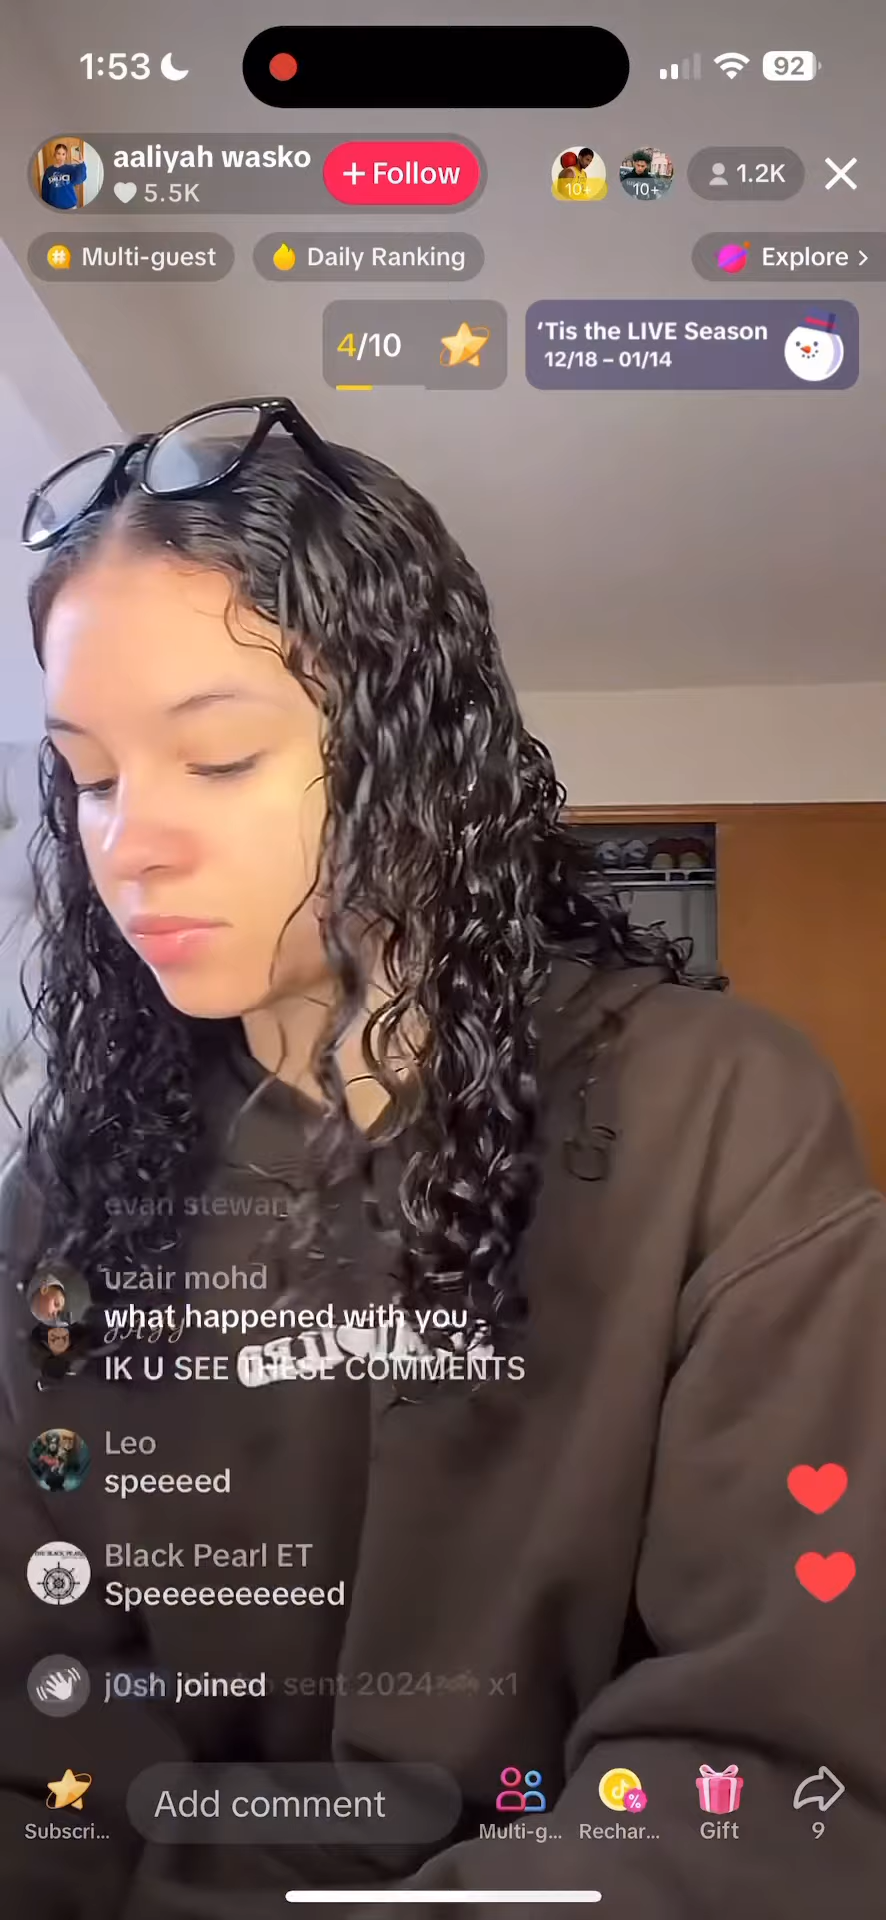 1:53
92
aaliyah wasko
5.5K
+ Follow
10+
10+
1.2K
Multi-guest
Daily Ranking
Explore >
4/10
‘Tis the LIVE Season
12/18 – 01/14
evan stewart
uzair mohd
what happened with you
IK U SEE THESE COMMENTS
Leo
speeeed
Black Pearl ET
Speeeeeeeeeed
j0sh joined
sent 2024 x1
Subscri...
Add comment
Multi-g...
Rechar...
Gift
9